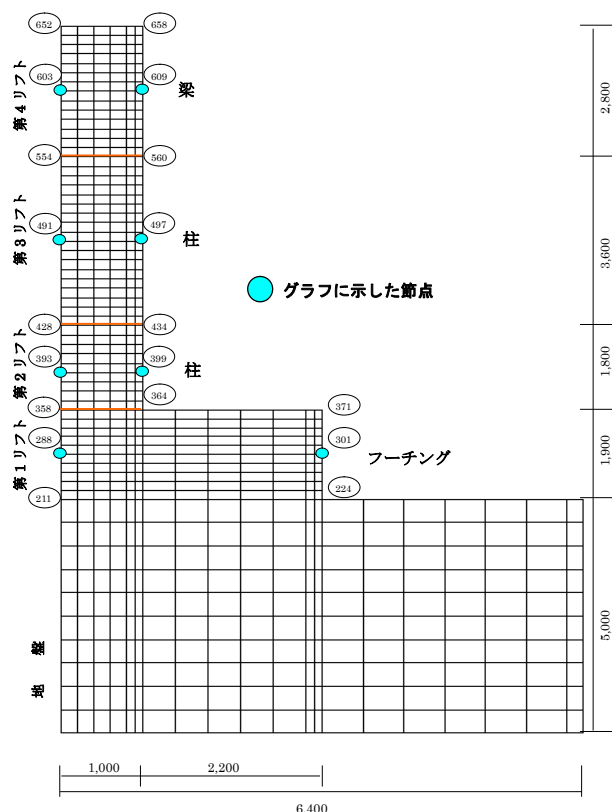 652
658
第4リフト
603
609
梁
2,800
554
560
第3リフト
491
497
柱
3,600
グラフに示した節点
428
434
第2リフト
393
399
柱
1,800
364
358
371
第1リフト
288
301
フーチング
1,900
211
224
地盤
5,000
1,000
2,200
6,400